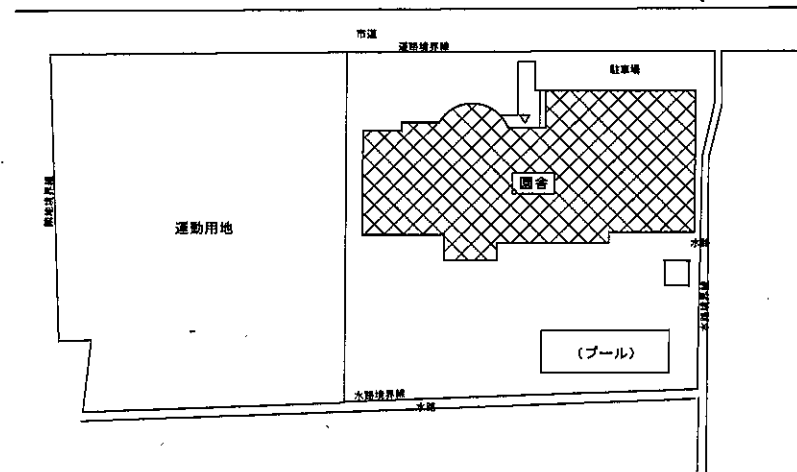 市道
道路境界線
駐車場
隣地境界線
園舎
運動用地
水路
水路境界線
(プール)
水路境界線
水路